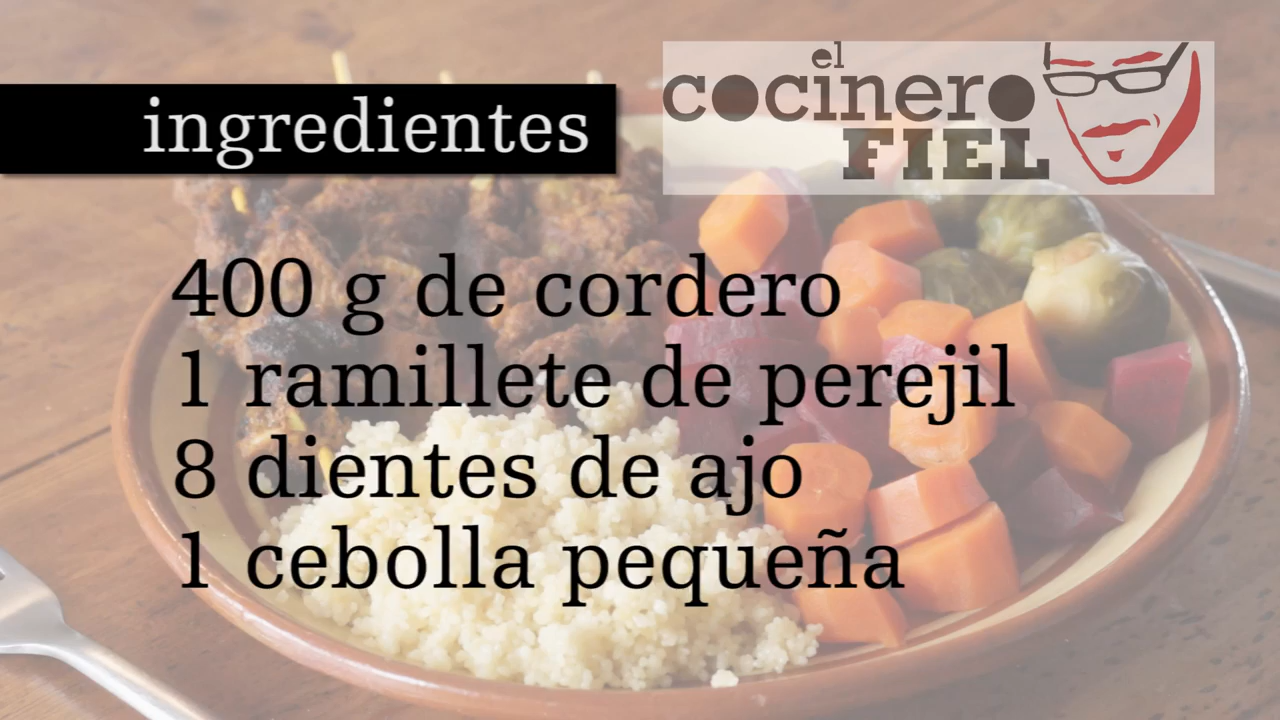 ingredientes
el
cocinero
FIEL
400 g de cordero
1 ramillete de perejil
8 dientes de ajo
1 cebolla pequeña